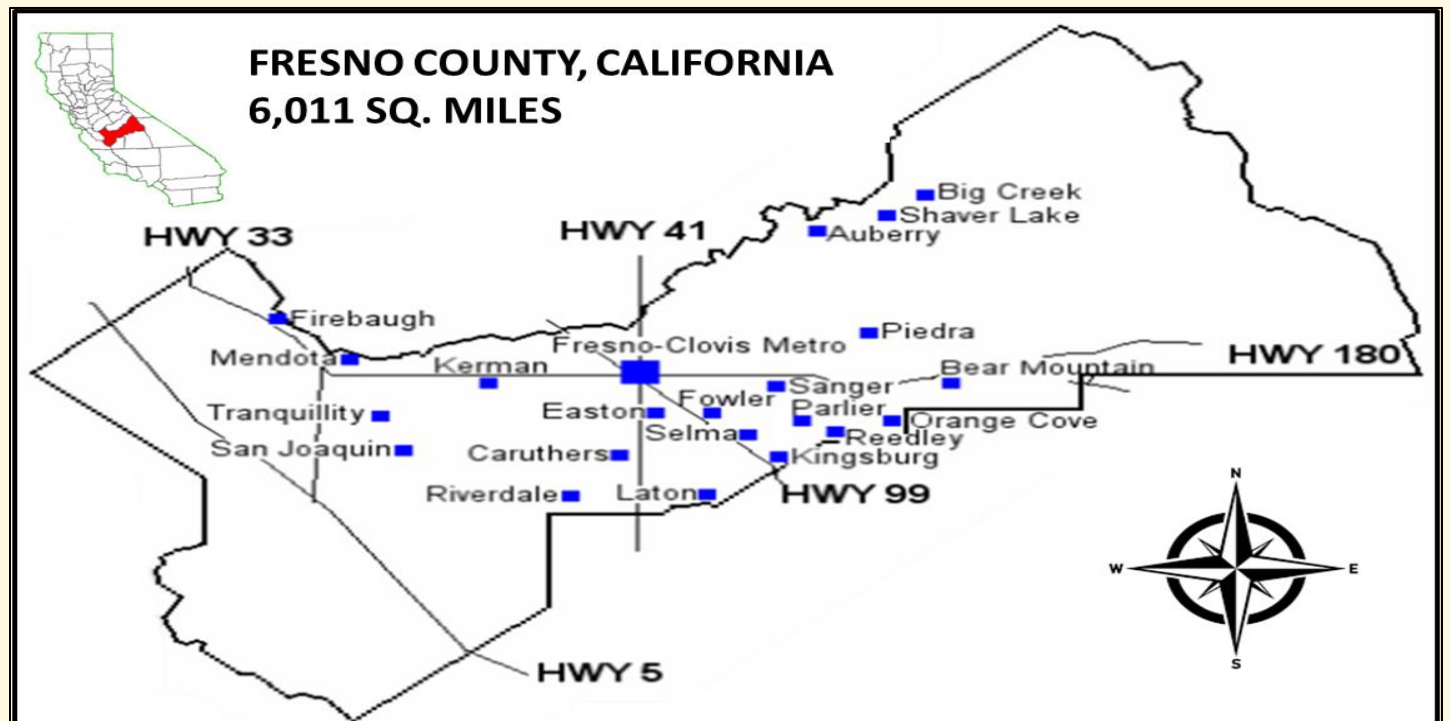 FRESNO COUNTY, CALIFORNIA
6,011 SQ. MILES
Big Creek
Shaver Lake
Auberry
HWY 33
HWY 41
Firebaugh
Piedra
Fresno-Clovis Metro
Mendota
HWY 180
Kerman
Bear Mountain
Sanger
Fowler
Parlier
Tranquillity
Easton
Orange Cove
Selma
Reedley
San Joaquin
Caruthers
Kingsburg
Riverdale
Laton
HWY 99
N
W
E
S
HWY 5